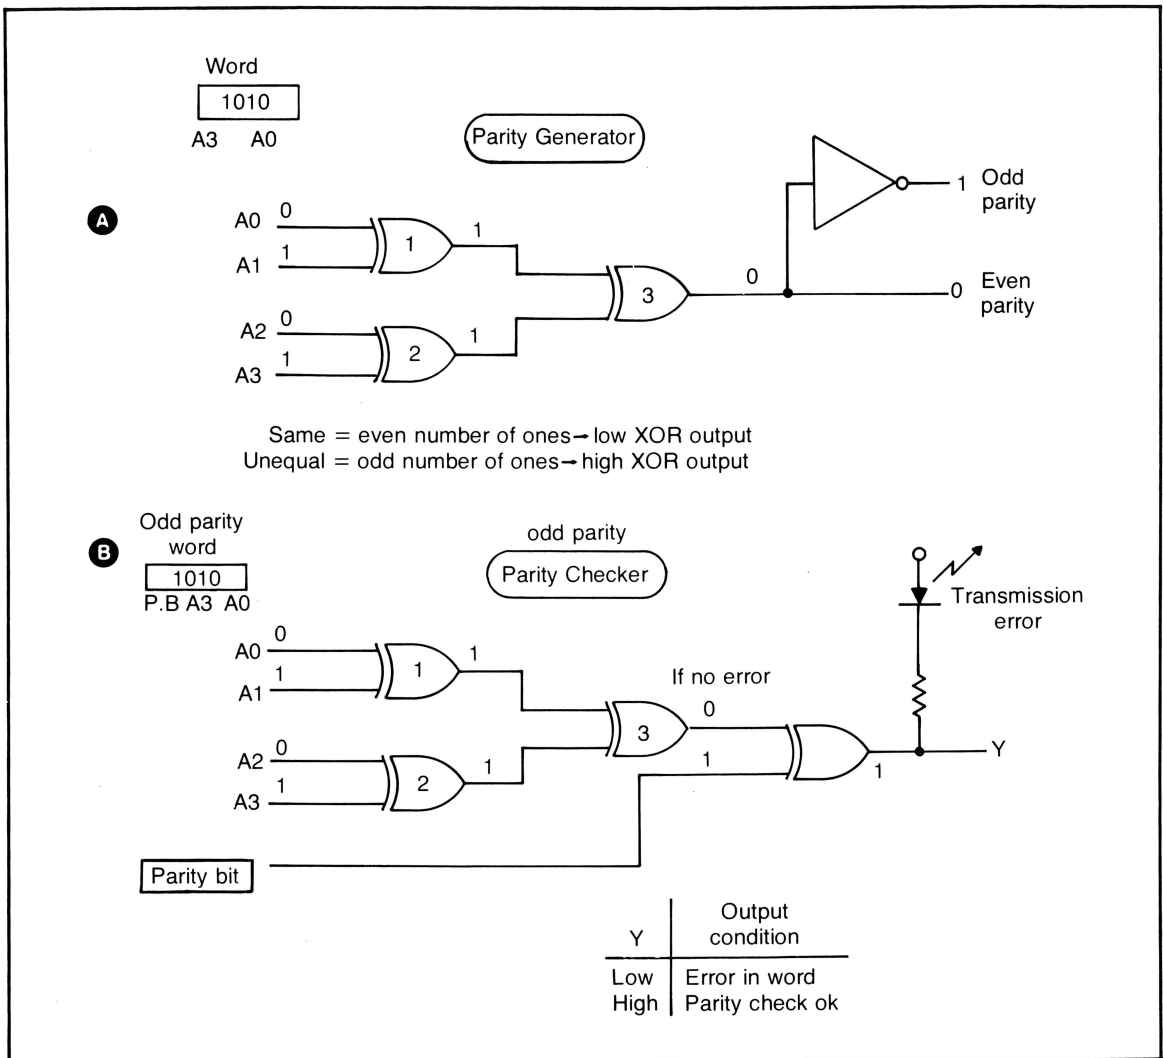 Word
1010
A3 A0
Parity Generator
A
A0 0
A1 1
1
1
A2 0
A3 1
2
1
3
0
1 Odd
parity
0 Even
parity
Same = even number of ones→low XOR output
Unequal = odd number of ones→high XOR output
B
Odd parity
word
1010
P.B A3 A0
odd parity
Parity Checker
A0 0
A1 1
1
1
A2 0
A3 1
2
1
3
If no error
0
1
1
Y
Transmission
error
Parity bit
Y Output
condition
Low Error in word
High Parity check ok